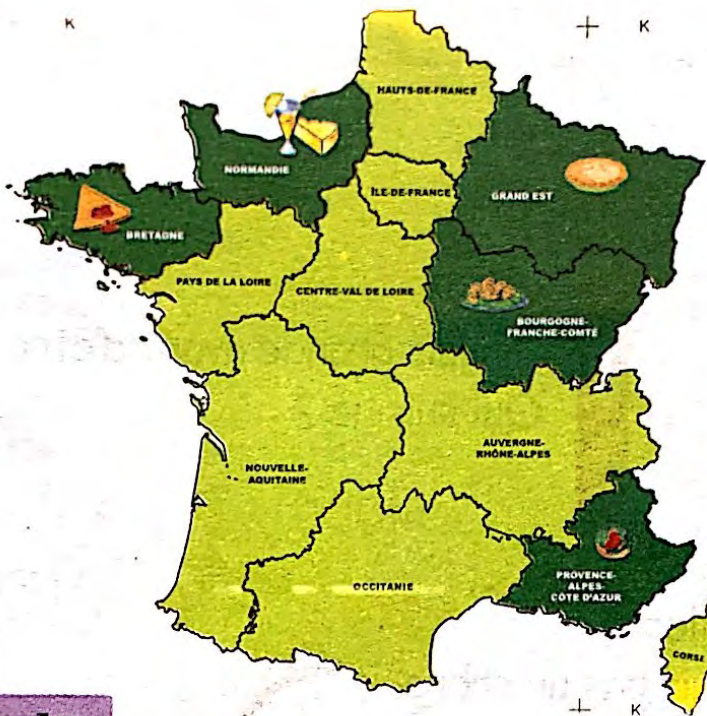 K
K
HAUTS-DE-FRANCE
NORMANDIE
ÎLE-DE-FRANCE
GRAND EST
BRETAGNE
PAYS DE LA LOIRE
CENTRE-VAL DE LOIRE
BOURGOGNE-
FRANCHE-COMTÉ
AUVERGNE-
RHÔNE-ALPES
NOUVELLE-
AQUITAINE
OCCITANIE
PROVENCE-
ALPES-
CÔTE D'AZUR
CORSE
K